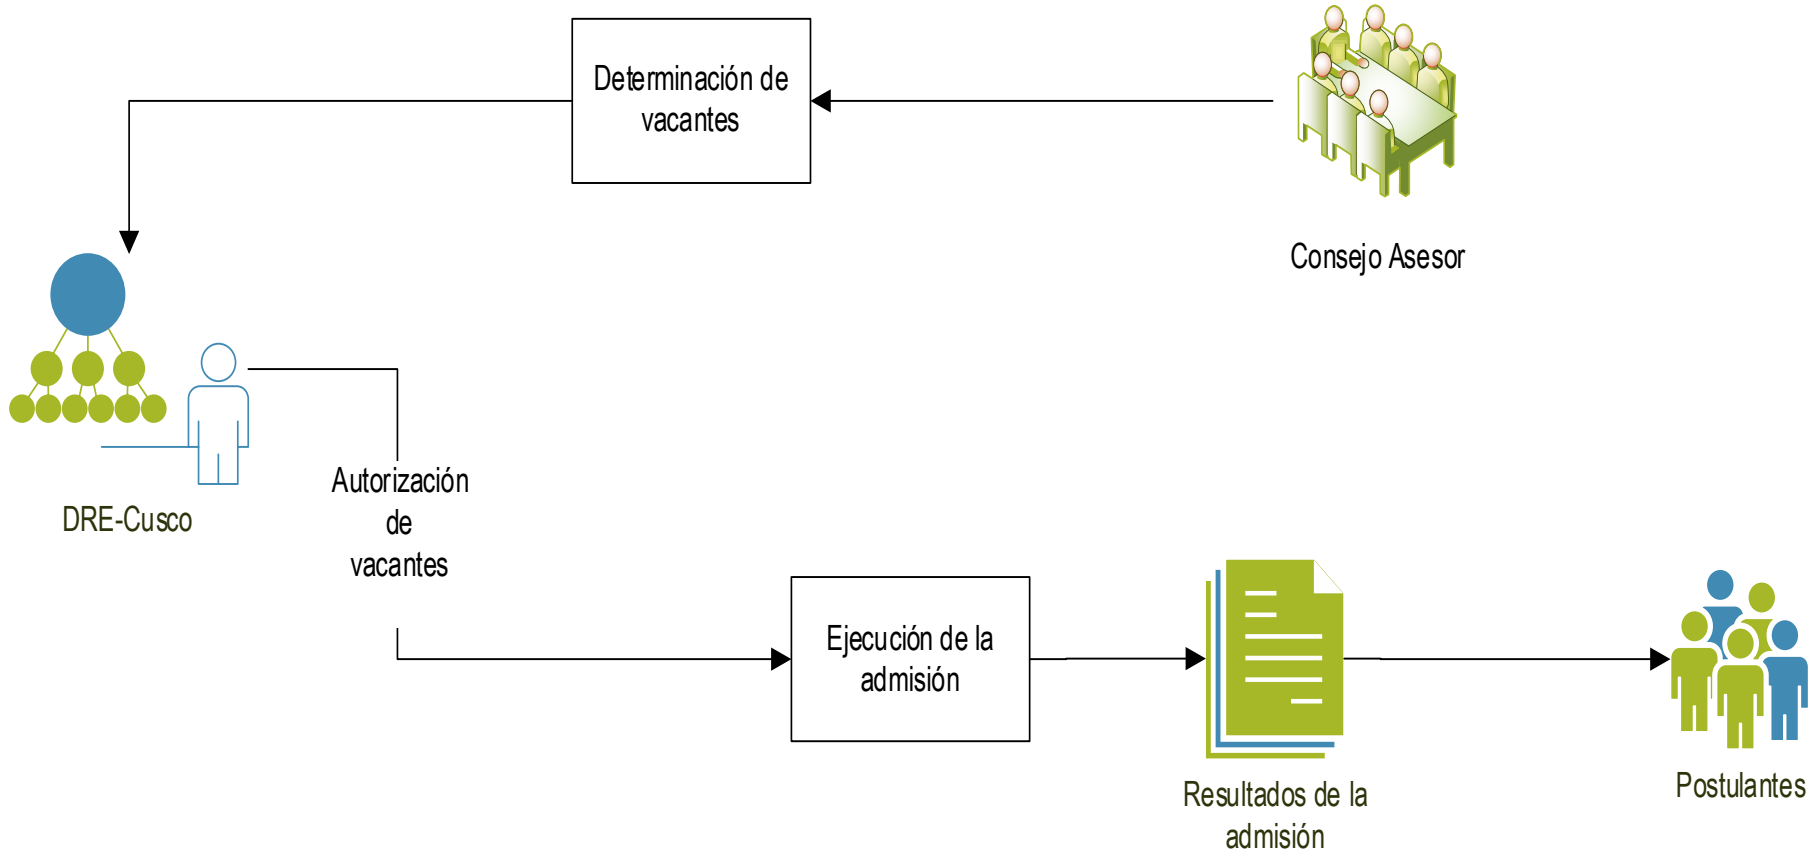 Determinación de
vacantes
Consejo Asesor
DRE-Cusco
Autorización
de
vacantes
Ejecución de la
admisión
Resultados de la
admisión
Postulantes